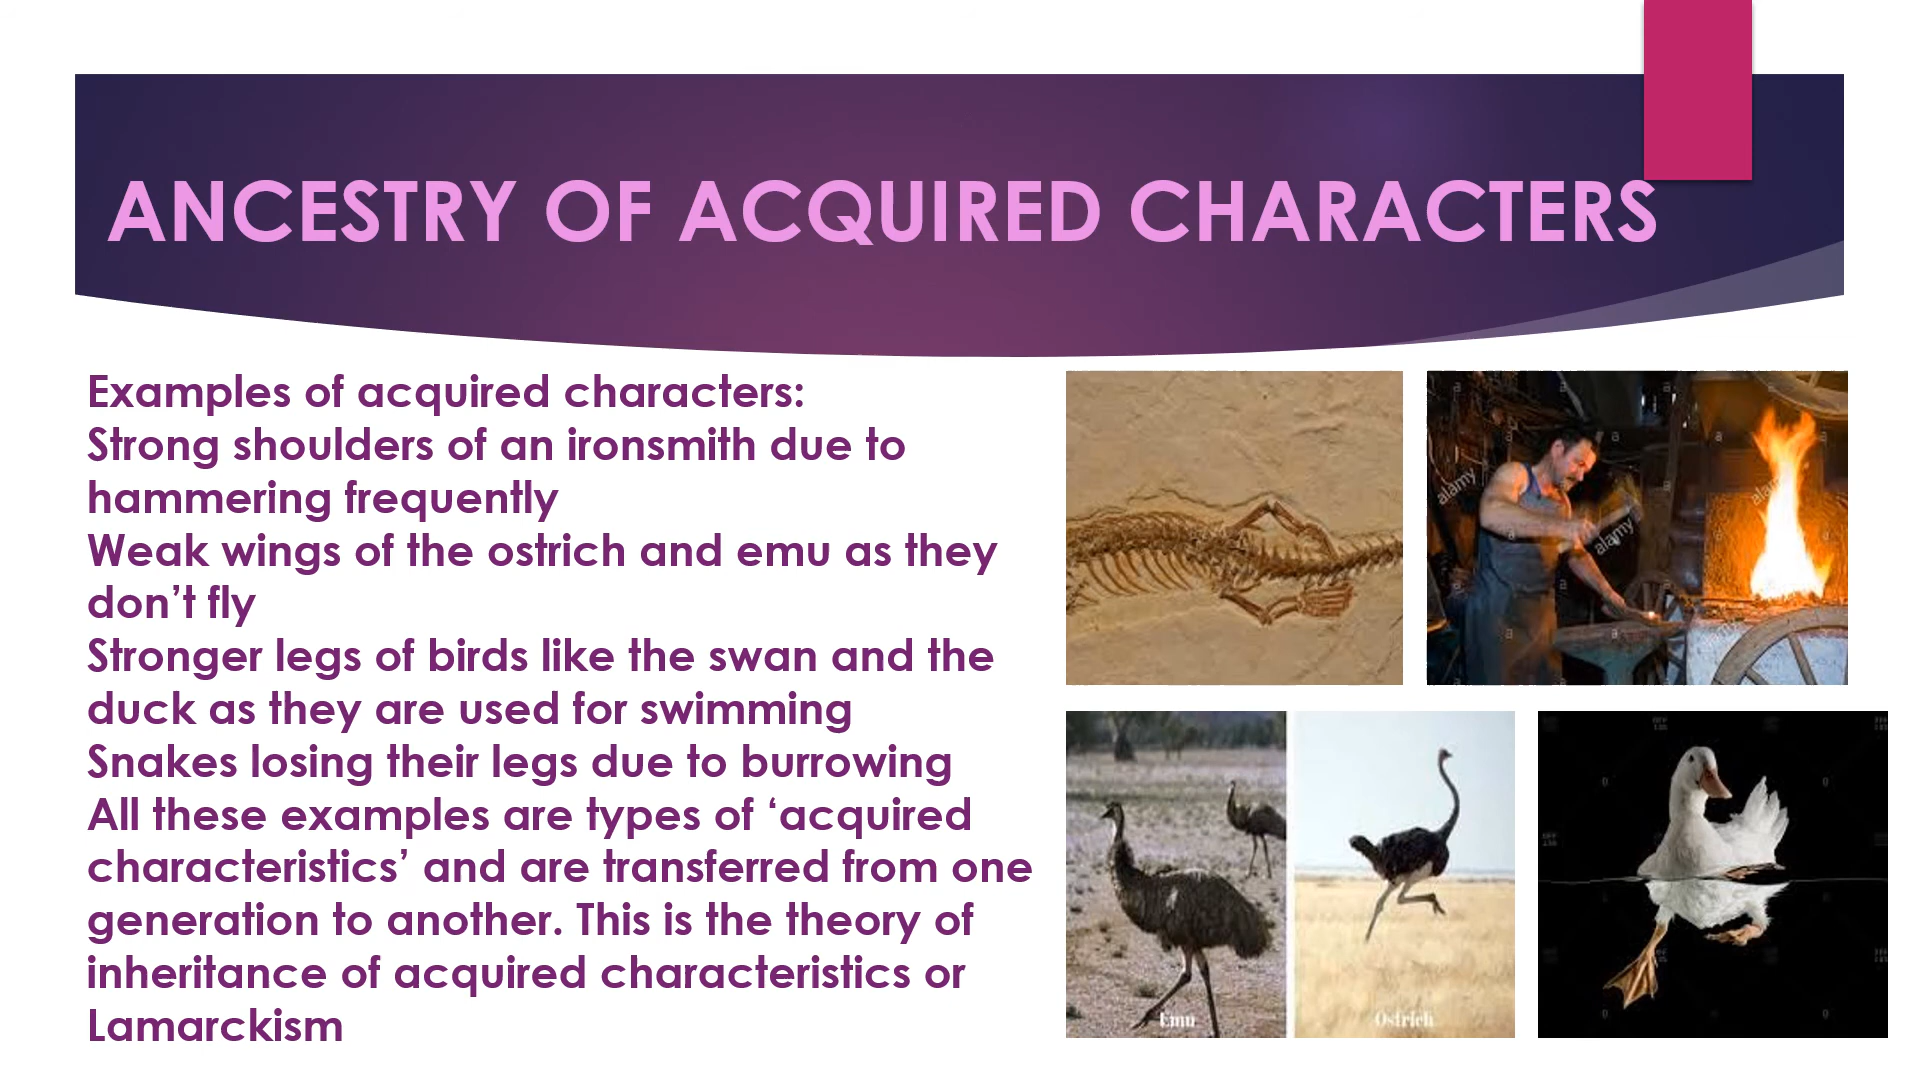 ANCESTRY OF ACQUIRED CHARACTERS
Examples of acquired characters:
Strong shoulders of an ironsmith due to
hammering frequently
Weak wings of the ostrich and emu as they
don’t fly
Stronger legs of birds like the swan and the
duck as they are used for swimming
Snakes losing their legs due to burrowing
All these examples are types of ‘acquired
characteristics’ and are transferred from one
generation to another. This is the theory of
inheritance of acquired characteristics or
Lamarckism
alamy
alamy
Emu
Ostrich